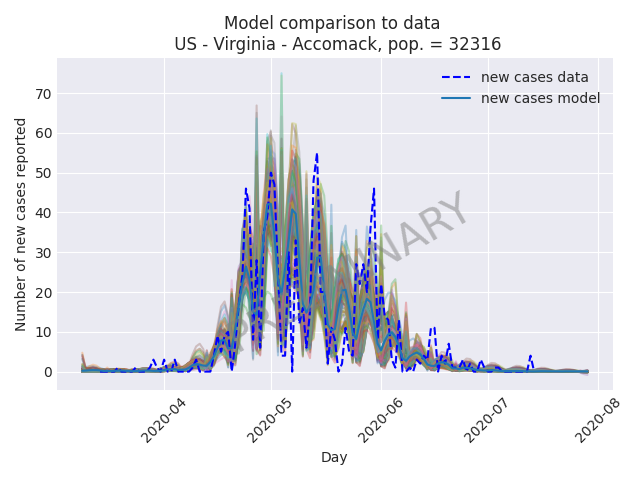 Model comparison to data
US - Virginia - Accomack, pop. = 32316
new cases data
new cases model
Number of new cases reported
70
60
50
40
30
20
10
0
PRELIMINARY
2020-04
2020-05
2020-06
2020-07
2020-08
Day